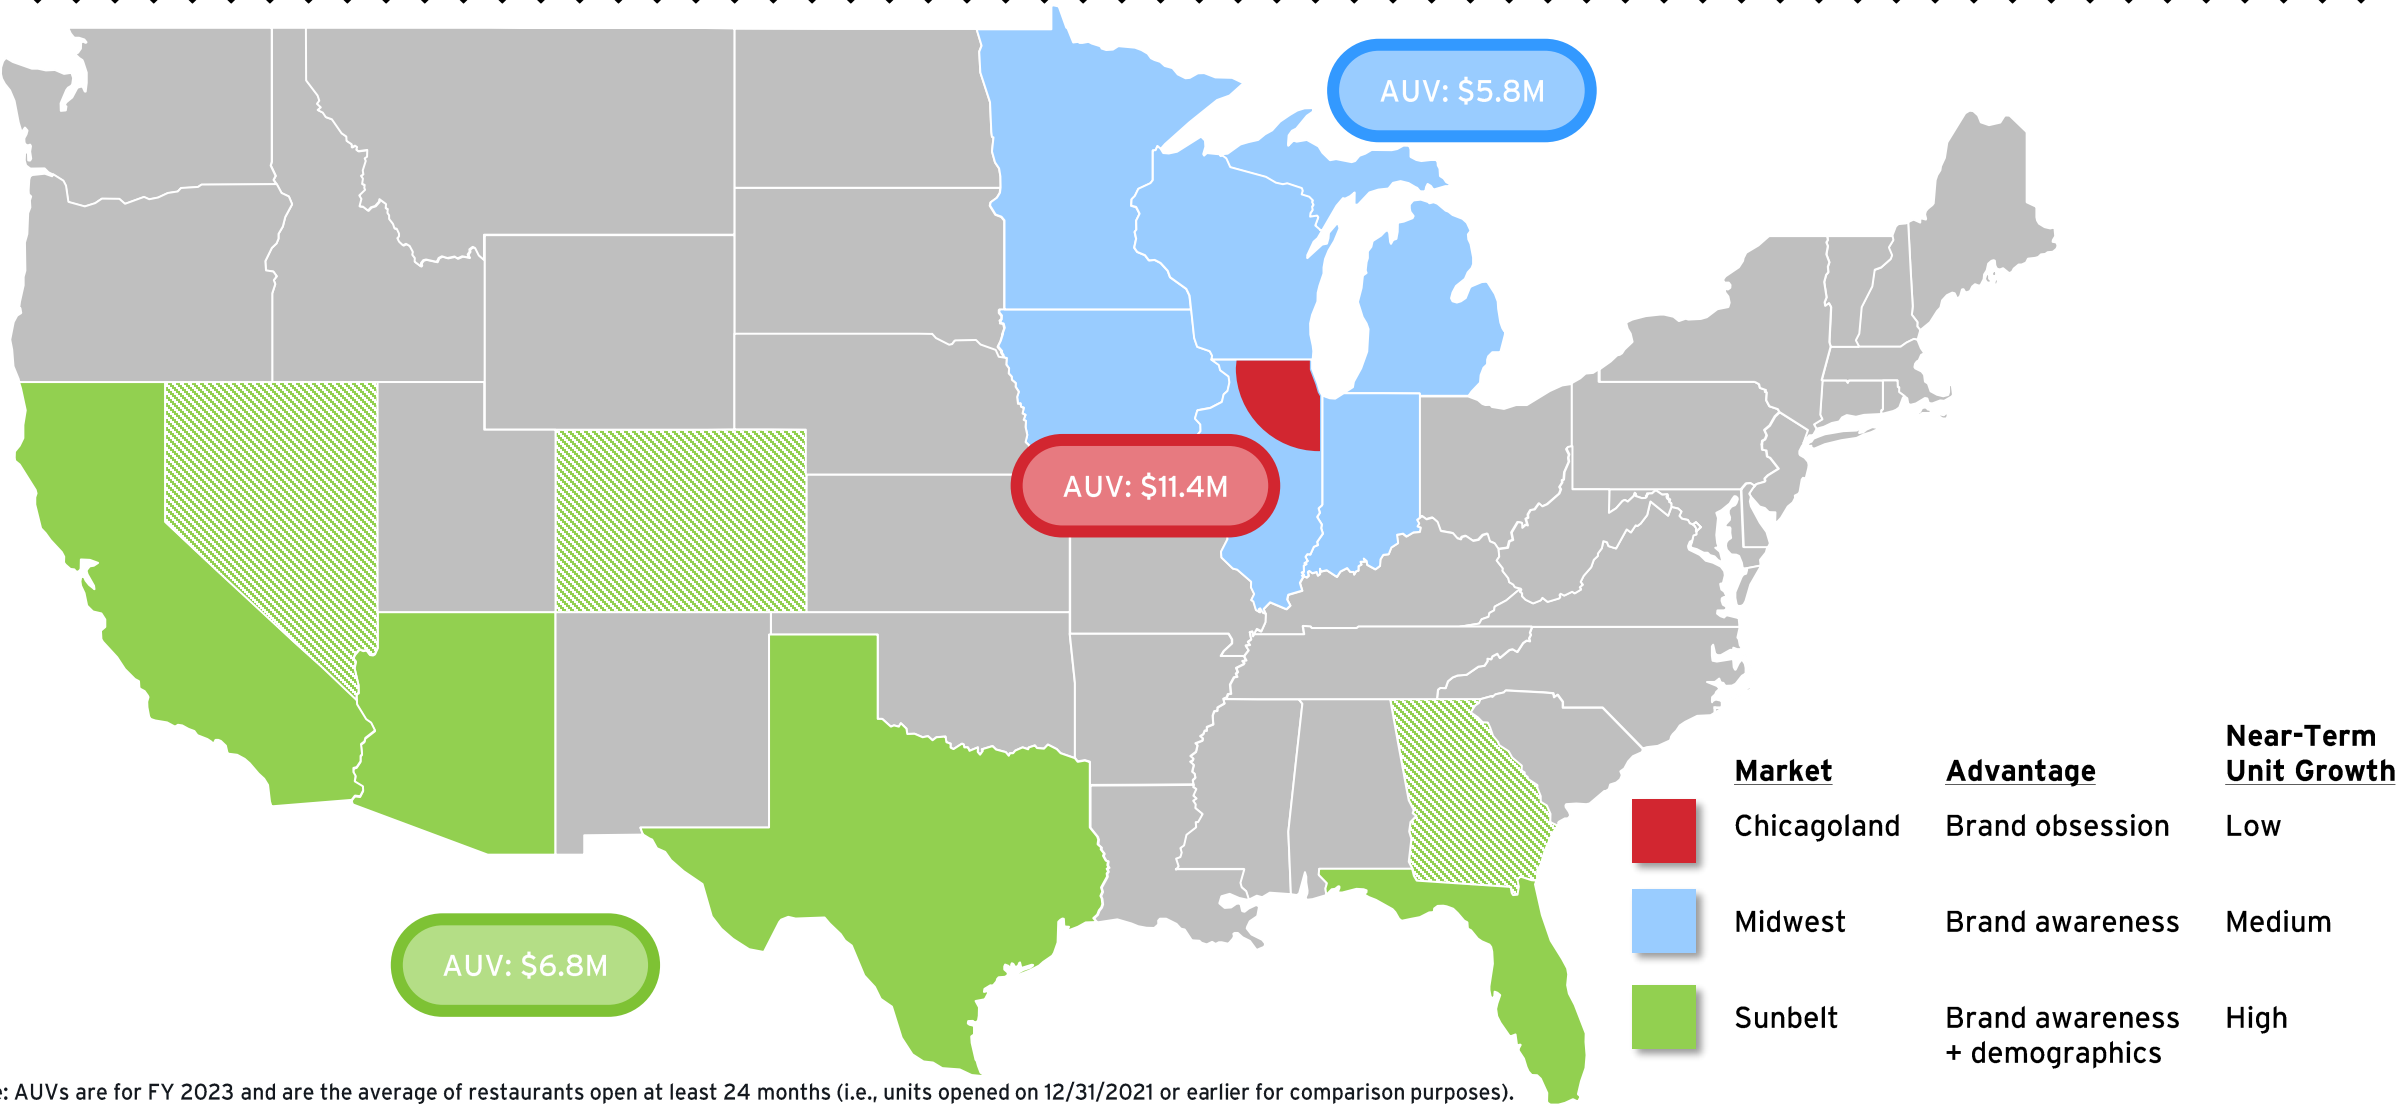 AUV: $5.8M
AUV: $11.4M
AUV: $6.8M
Near-Term
Market Advantage Unit Growth
Chicagoland Brand obsession Low
Midwest Brand awareness Medium
Sunbelt Brand awareness High
+ demographics
: AUVs are for FY 2023 and are the average of restaurants open at least 24 months (i.e., units opened on 12/31/2021 or earlier for comparison purposes).